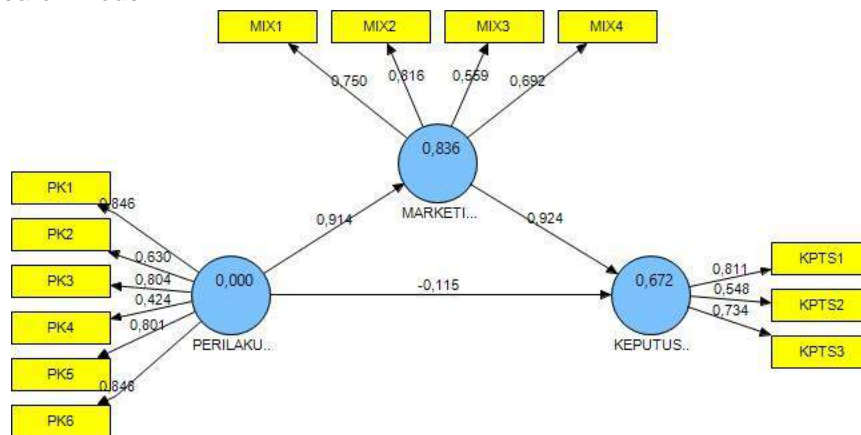 MIX1
MIX2
MIX3
MIX4
0,750
0,816
0,559
0,692
0,836
MARKETI...
PK1
PK2
PK3
PK4
PK5
PK6
0,846
0,630
0,804
0,424
0,801
0,846
0,914
0,924
0,000
PERILAKU..
-0,115
0,672
KEPUTUS..
0,811
0,548
0,734
KPTS1
KPTS2
KPTS3